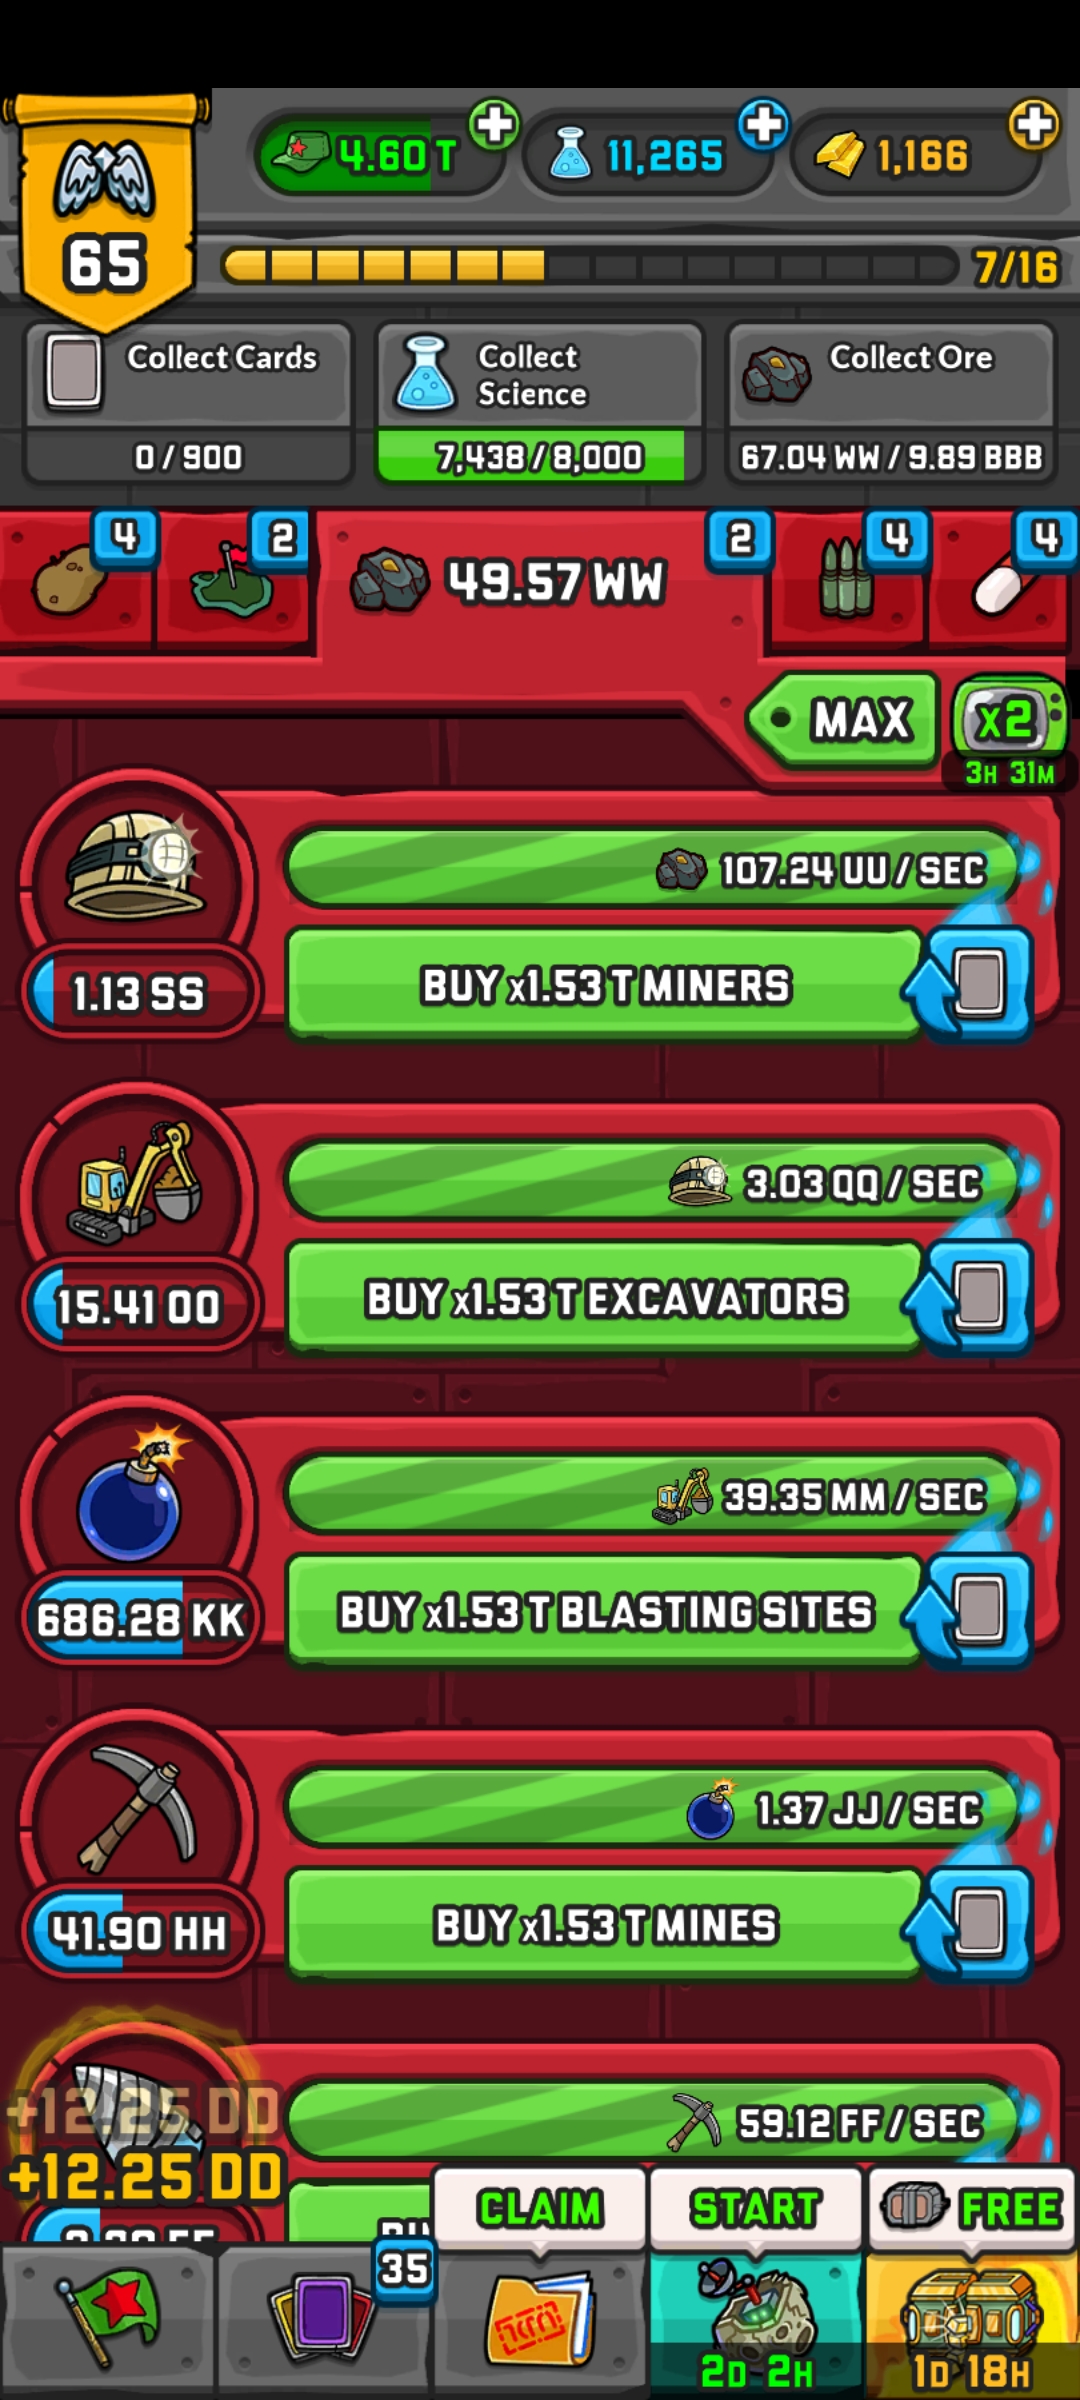 4.60 T
11,265
1,166
65
7/16
Collect Cards
0 / 900
Collect
Science
7,438 / 8,000
Collect Ore
67.04 WW / 9.89 BBB
4
2
49.57 WW
2
4
4
MAX
x2
3H 31M
107.24 UU / SEC
1.13 SS
BUY x1.53 T MINERS
3.03 QQ / SEC
15.41 OO
BUY x1.53 T EXCAVATORS
39.35 MM / SEC
686.28 KK
BUY x1.53 T BLASTING SITES
1.37 JJ / SEC
41.90 HH
BUY x1.53 T MINES
59.12 FF / SEC
+12.25 DD
+12.25 DD
CLAIM
START
FREE
35
2D 2H
1D 18H